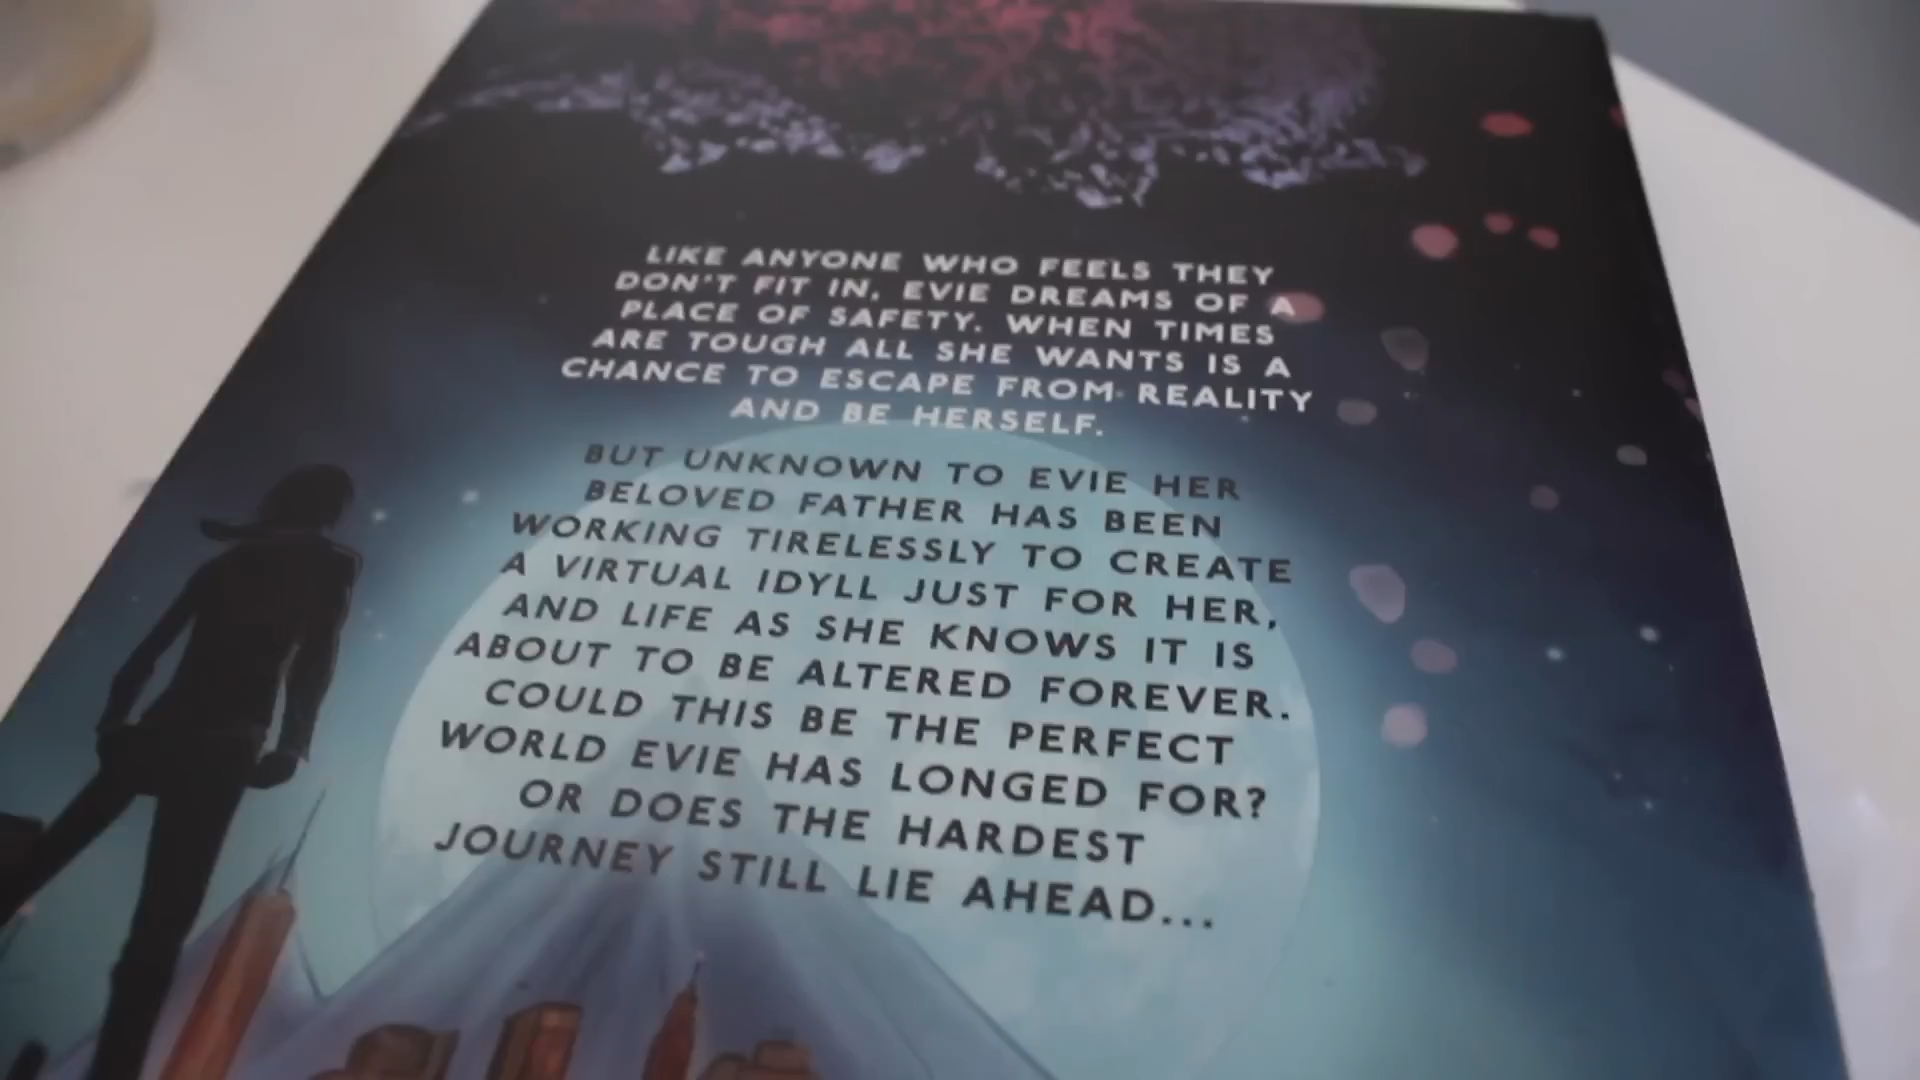 LIKE ANYONE WHO FEELS THEY
DON'T FIT IN, EVIE DREAMS OF A
PLACE OF SAFETY. WHEN TIMES
ARE TOUGH ALL SHE WANTS IS A
CHANCE TO ESCAPE FROM REALITY
AND BE HERSELF.
BUT UNKNOWN TO EVIE HER
BELOVED FATHER HAS BEEN
WORKING TIRELESSLY TO CREATE
A VIRTUAL IDYLL JUST FOR HER,
AND LIFE AS SHE KNOWS IT IS
ABOUT TO BE ALTERED FOREVER.
COULD THIS BE THE PERFECT
WORLD EVIE HAS LONGED FOR?
OR DOES THE HARDEST
JOURNEY STILL LIE AHEAD...